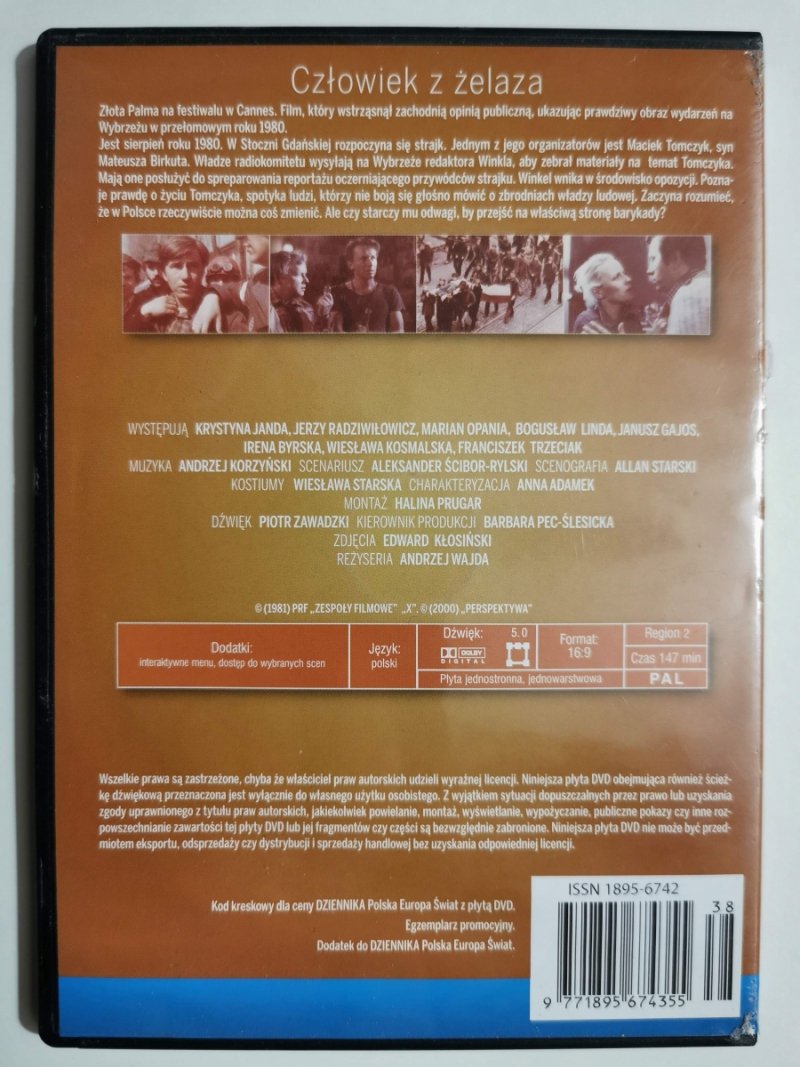 Człowiek z żelaza
Złota Palma na festiwalu w Cannes. Film, który wstrząsnął zachodnią opinią publiczną, ukazując prawdziwy obraz wydarzeń na
Wybrzeżu w przełomowym roku 1980.
Jest sierpień roku 1980. W Stoczni Gdańskiej rozpoczyna się strajk. Jednym z jego organizatorów jest Maciek Tomczyk, syn
Mateusza Birkuta. Władze radiokomitetu wysyłają na Wybrzeże redaktora Winkla, aby zebrał materiały na temat Tomczyka.
Mają one posłużyć do spreparowania reportażu oczerniającego przywódców strajku. Winkel wnika w środowisko opozycji. Pozna-
je prawdę o życiu Tomczyka, spotyka ludzi, którzy nie boją się głośno mówić o zbrodniach władzy ludowej. Zaczyna rozumieć,
że w Polsce rzeczywiście można coś zmienić. Ale czy starczy mu odwagi, by przejść na właściwą stronę barykady?
WYSTĘPUJĄ KRYSTYNA JANDA, JERZY RADZIWIŁOWICZ, MARIAN OPANIA, BOGUSŁAW LINDA, JANUSZ GAJOS,
IRENA BYRSKA, WIESŁAWA KOSMALSKA, FRANCISZEK TRZECIAK
MUZYKA ANDRZEJ KORZYŃSKI SCENARIUSZ ALEKSANDER ŚCIBOR-RYLSKI SCENOGRAFIA ALLAN STARSKI
KOSTIUMY WIESŁAWA STARSKA CHARAKTERYZACJA ANNA ADAMEK
MONTAŻ HALINA PRUGAR
DŹWIĘK PIOTR ZAWADZKI KIEROWNIK PRODUKCJI BARBARA PEC-ŚLESICKA
ZDJĘCIA EDWARD KŁOSIŃSKI
REŻYSERIA ANDRZEJ WAJDA
© (1981) PRF „ZESPOŁY FILMOWE" „X". © (2000) „PERSPEKTYWA"
Dodatki:
interaktywne menu, dostęp do wybranych scen
Język:
polski
Dźwięk: 5.0
DOLBY
DIGITAL
Płyta jednostronna, jednowarstwowa
Format:
16:9
Region 2
Czas 147 min
PAL
Wszelkie prawa są zastrzeżone, chyba że właściciel praw autorskich udzieli wyraźnej licencji. Niniejsza płyta DVD obejmująca również ścież-
kę dźwiękową przeznaczona jest wyłącznie do własnego użytku osobistego. Z wyjątkiem sytuacji dopuszczalnych przez prawo lub uzyskania
zgody uprawnionego z tytułu praw autorskich, jakiekolwiek powielanie, montaż, wyświetlanie, wypożyczanie, publiczne pokazy czy inne roz-
powszechnianie zawartości tej płyty DVD lub jej fragmentów czy części są bezwzględnie zabronione. Niniejsza płyta DVD nie może być przed-
miotem eksportu, odsprzedaży czy dystrybucji i sprzedaży handlowej bez uzyskania odpowiedniej licencji.
Kod kreskowy dla ceny DZIENNIKA Polska Europa Świat z płytą DVD.
Egzemplarz promocyjny.
Dodatek do DZIENNIKA Polska Europa Świat.
ISSN 1895-6742
38
9 771895 674355